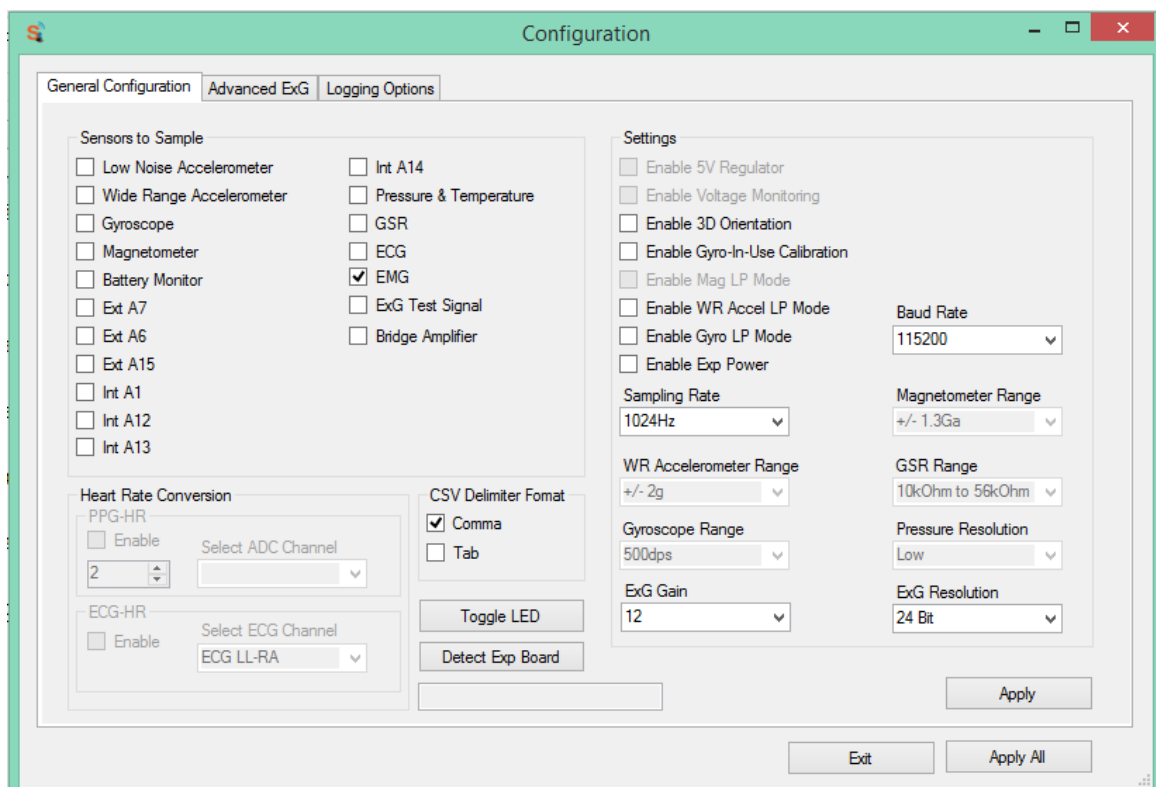 Configuration
General Configuration
Advanced ExG
Logging Options
Sensors to Sample
Low Noise Accelerometer
Wide Range Accelerometer
Gyroscope
Magnetometer
Battery Monitor
Ext A7
Ext A6
Ext A15
Int A1
Int A12
Int A13
Int A14
Pressure & Temperature
GSR
ECG
EMG
ExG Test Signal
Bridge Amplifier
Settings
Enable 5V Regulator
Enable Voltage Monitoring
Enable 3D Orientation
Enable Gyro-In-Use Calibration
Enable Mag LP Mode
Enable WR Accel LP Mode
Enable Gyro LP Mode
Enable Exp Power
Baud Rate
115200
Sampling Rate
1024Hz
Magnetometer Range
+/- 1.3Ga
WR Accelerometer Range
+/- 2g
GSR Range
10kOhm to 56kOhm
Gyroscope Range
500dps
Pressure Resolution
Low
ExG Gain
12
ExG Resolution
24 Bit
Heart Rate Conversion
PPG-HR
Enable
2
Select ADC Channel
ECG-HR
Enable
Select ECG Channel
ECG LL-RA
CSV Delimiter Fomat
Comma
Tab
Toggle LED
Detect Exp Board
Apply
Exit
Apply All